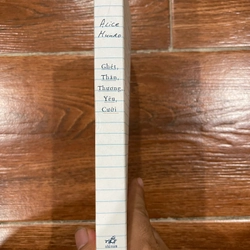 Alice
Munro
Ghét,
Thân,
Thương,
Yêu,
Cưới